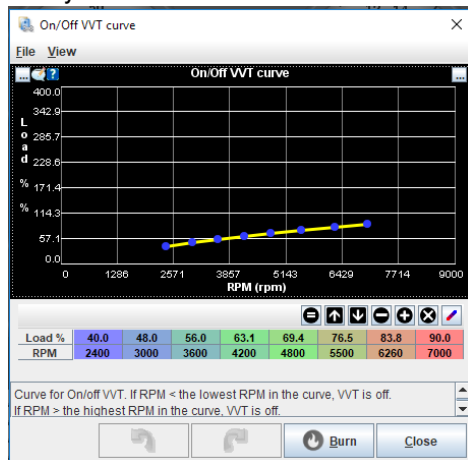 On/Off VVT curve
File View
... ? On/Off VVT curve ...
400.0
342.9
285.7
228.6
171.4
114.3
57.1
0.0
Load % %
0 1286 2571 3857 5143 6429 7714 9000
RPM (rpm)
Load % 40.0 48.0 56.0 63.1 69.4 76.5 83.8 90.0
RPM 2400 3000 3600 4200 4800 5500 6260 7000
Curve for On/off VVT. If RPM < the lowest RPM in the curve, VVT is off.
If RPM > the highest RPM in the curve, VVT is off.
Burn Close